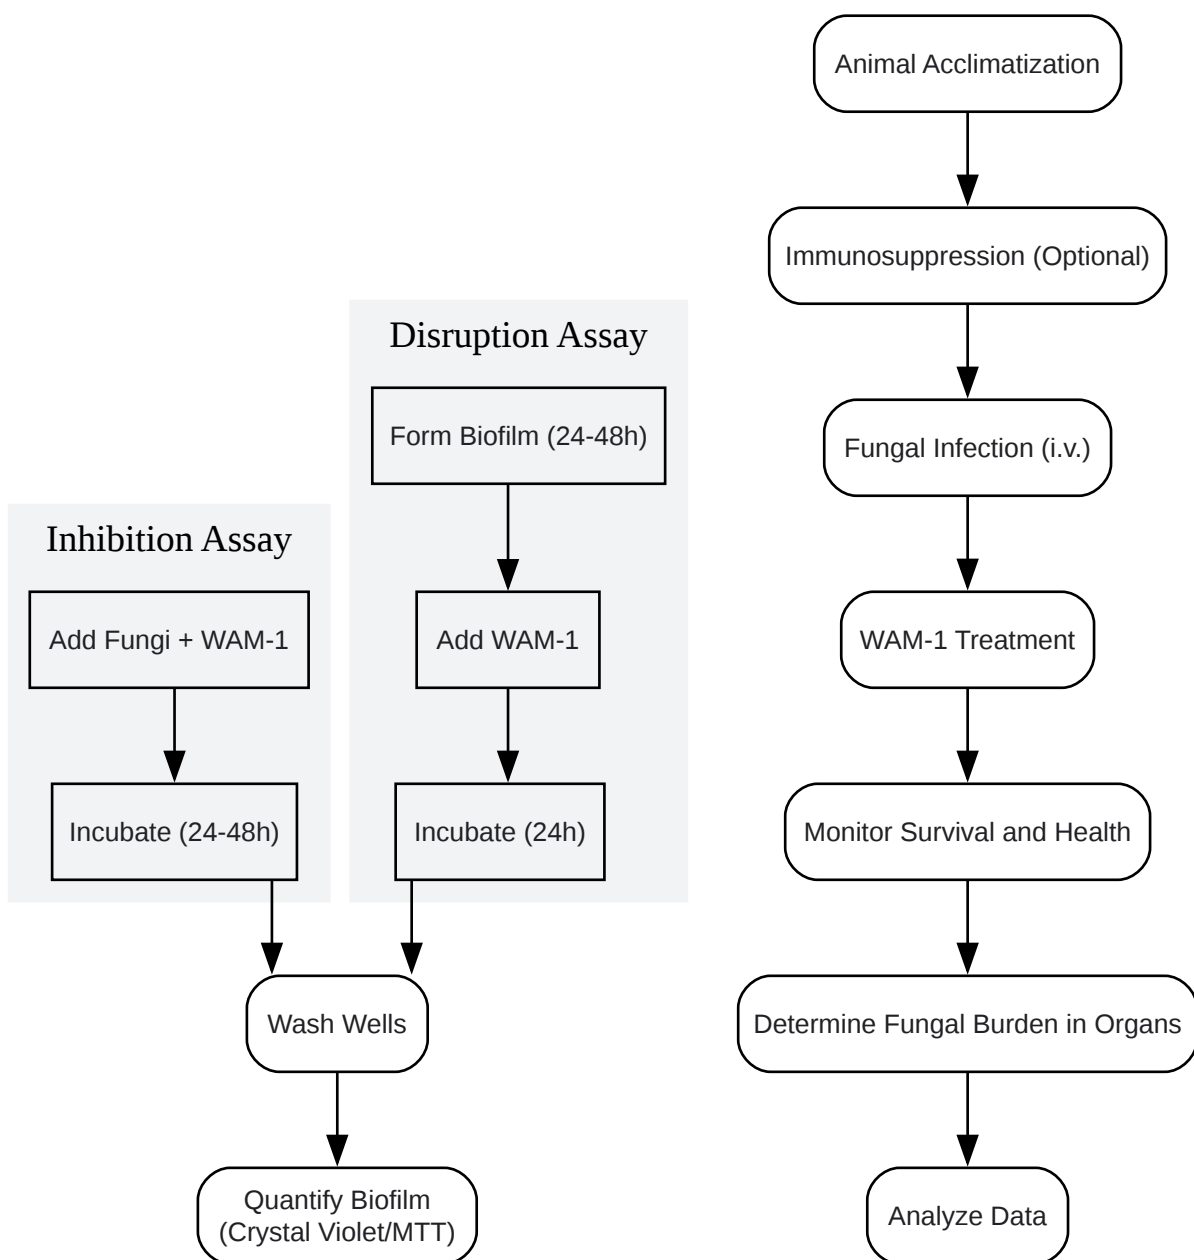 Inhibition Assay
Add Fungi + WAM-1
Incubate (24-48h)
Disruption Assay
Form Biofilm (24-48h)
Add WAM-1
Incubate (24h)
Wash Wells
Quantify Biofilm
(Crystal Violet/MTT)
Animal Acclimatization
Immunosuppression (Optional)
Fungal Infection (i.v.)
WAM-1 Treatment
Monitor Survival and Health
Determine Fungal Burden in Organs
Analyze Data